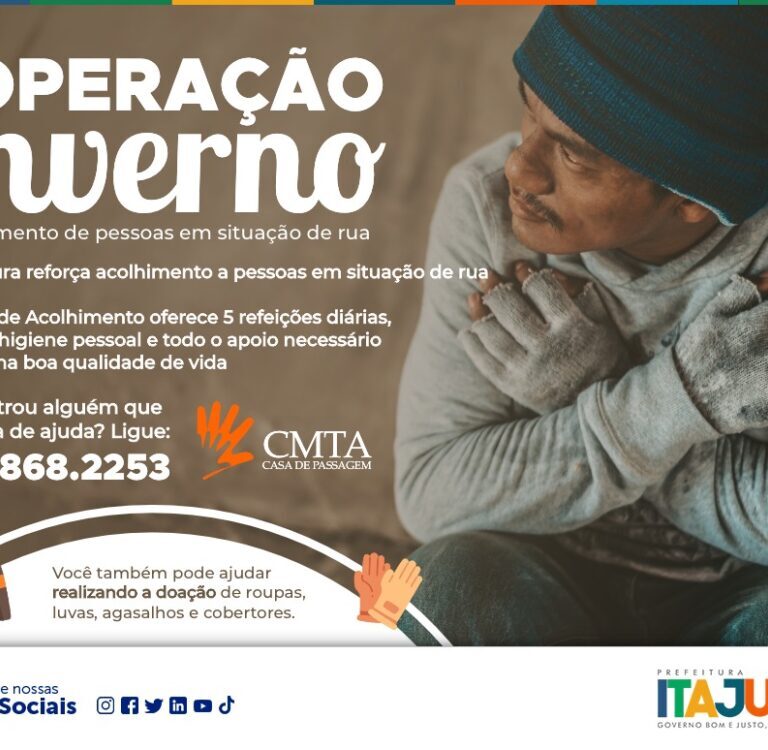 OPERAÇÃO
nverno
mento de pessoas em situação de rua
ura reforça acolhimento a pessoas em situação de rua
de Acolhimento oferece 5 refeições diárias,
higiene pessoal e todo o apoio necessário
na boa qualidade de vida
trou alguém que
a de ajuda? Ligue:
868.2253
CMTA
CASA DE PASSAGEM
Você também pode ajudar
realizando a doação de roupas,
luvas, agasalhos e cobertores.
e nossas
Sociais
PREFEITURA
ITAJU
GOVERNO BOM E JUSTO,